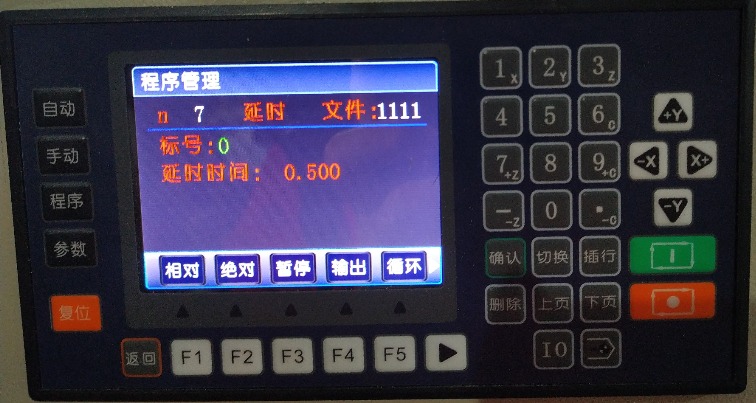 程序管理
n 7 延时 文件:1111
标号:0
延时时间: 0.500
相对 绝对 暂停 输出 循环
自动
手动
程序
参数
复位
返回 F1 F2 F3 F4 F5
1X 2Y 3Z
4 5 6C
7+Z 8 9+C
−-Z 0 .-C
确认 切换 插行
删除 上页 下页
IO
+Y
-X X+
-Y
I